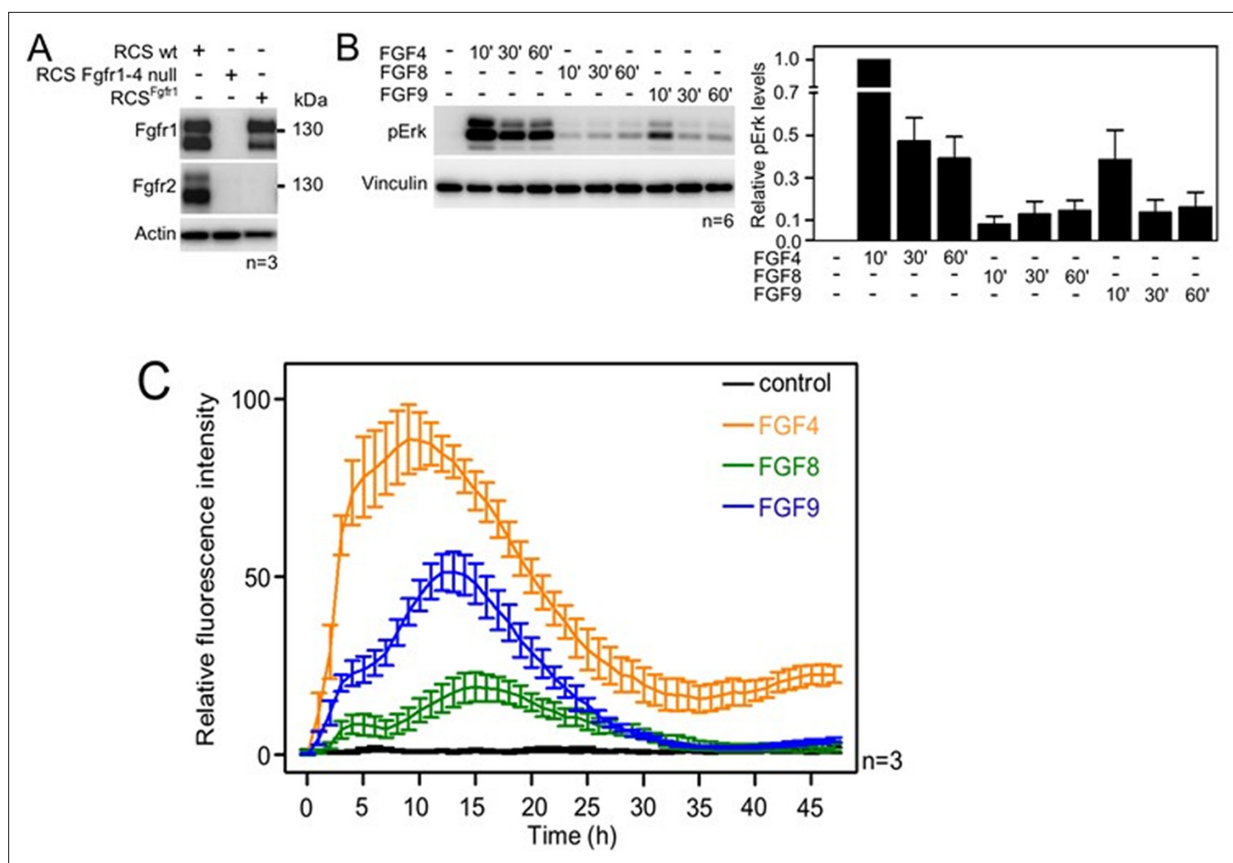 A
RCS wt + - -
RCS Fgfr1-4 null - + -
RCS^Fgfr1 - - + kDa
Fgfr1 130
Fgfr2 130
Actin
n=3
B
FGF4 - 10' 30' 60' - - - - - -
FGF8 - - - - 10' 30' 60' - - -
FGF9 - - - - - - - 10' 30' 60'
pErk
Vinculin
n=6
Relative pErk levels
1.0
0.7
0.5
0.3
0.1
0.0
FGF4 - 10' 30' 60' - - - - - -
FGF8 - - - - 10' 30' 60' - - -
FGF9 - - - - - - - 10' 30' 60'
C
Relative fluorescence intensity
100
50
0
control
FGF4
FGF8
FGF9
n=3
0 5 10 15 20 25 30 35 40 45
Time (h)